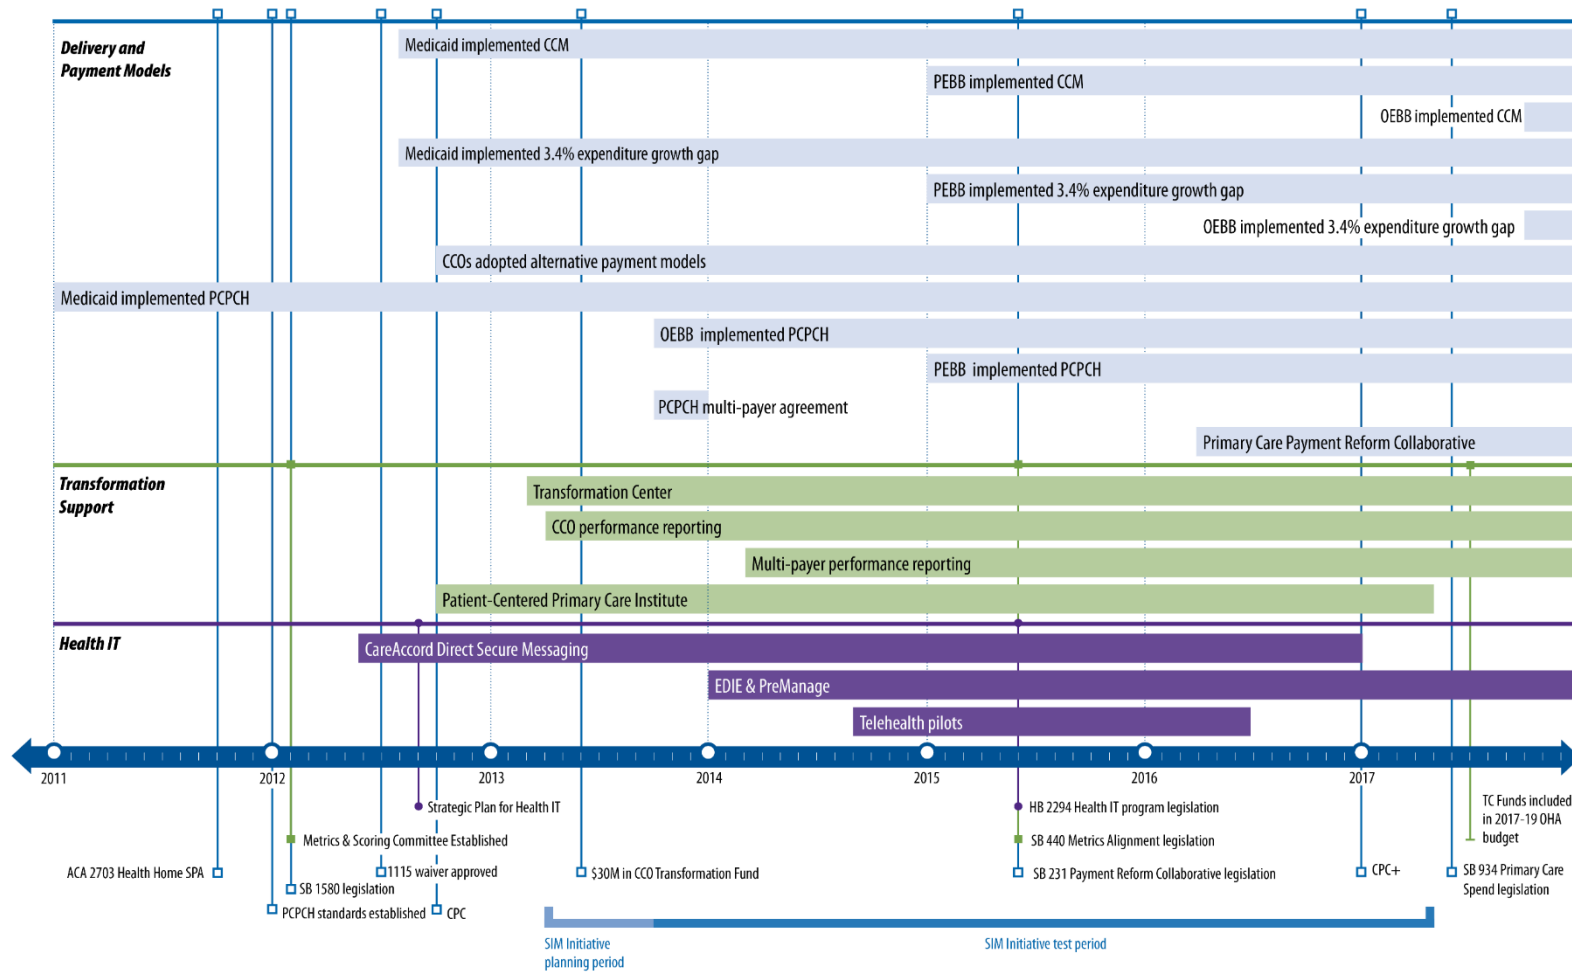 Delivery and
Payment Models
Medicaid implemented CCM
PEBB implemented CCM
OEBB implemented CCM
Medicaid implemented 3.4% expenditure growth gap
PEBB implemented 3.4% expenditure growth gap
OEBB implemented 3.4% expenditure growth gap
CCOs adopted alternative payment models
Medicaid implemented PCPCH
OEBB implemented PCPCH
PEBB implemented PCPCH
PCPCH multi-payer agreement
Primary Care Payment Reform Collaborative
Transformation
Support
Transformation Center
CCO performance reporting
Multi-payer performance reporting
Patient-Centered Primary Care Institute
Health IT
CareAccord Direct Secure Messaging
EDIE & PreManage
Telehealth pilots
2011 2012 2013 2014 2015 2016 2017
Strategic Plan for Health IT
HB 2294 Health IT program legislation
TC Funds included
in 2017-19 OHA
budget
Metrics & Scoring Committee Established
SB 440 Metrics Alignment legislation
ACA 2703 Health Home SPA
1115 waiver approved
$30M in CCO Transformation Fund
SB 231 Payment Reform Collaborative legislation
CPC+
SB 934 Primary Care
Spend legislation
SB 1580 legislation
PCPCH standards established
CPC
SIM Initiative
planning period
SIM Initiative test period